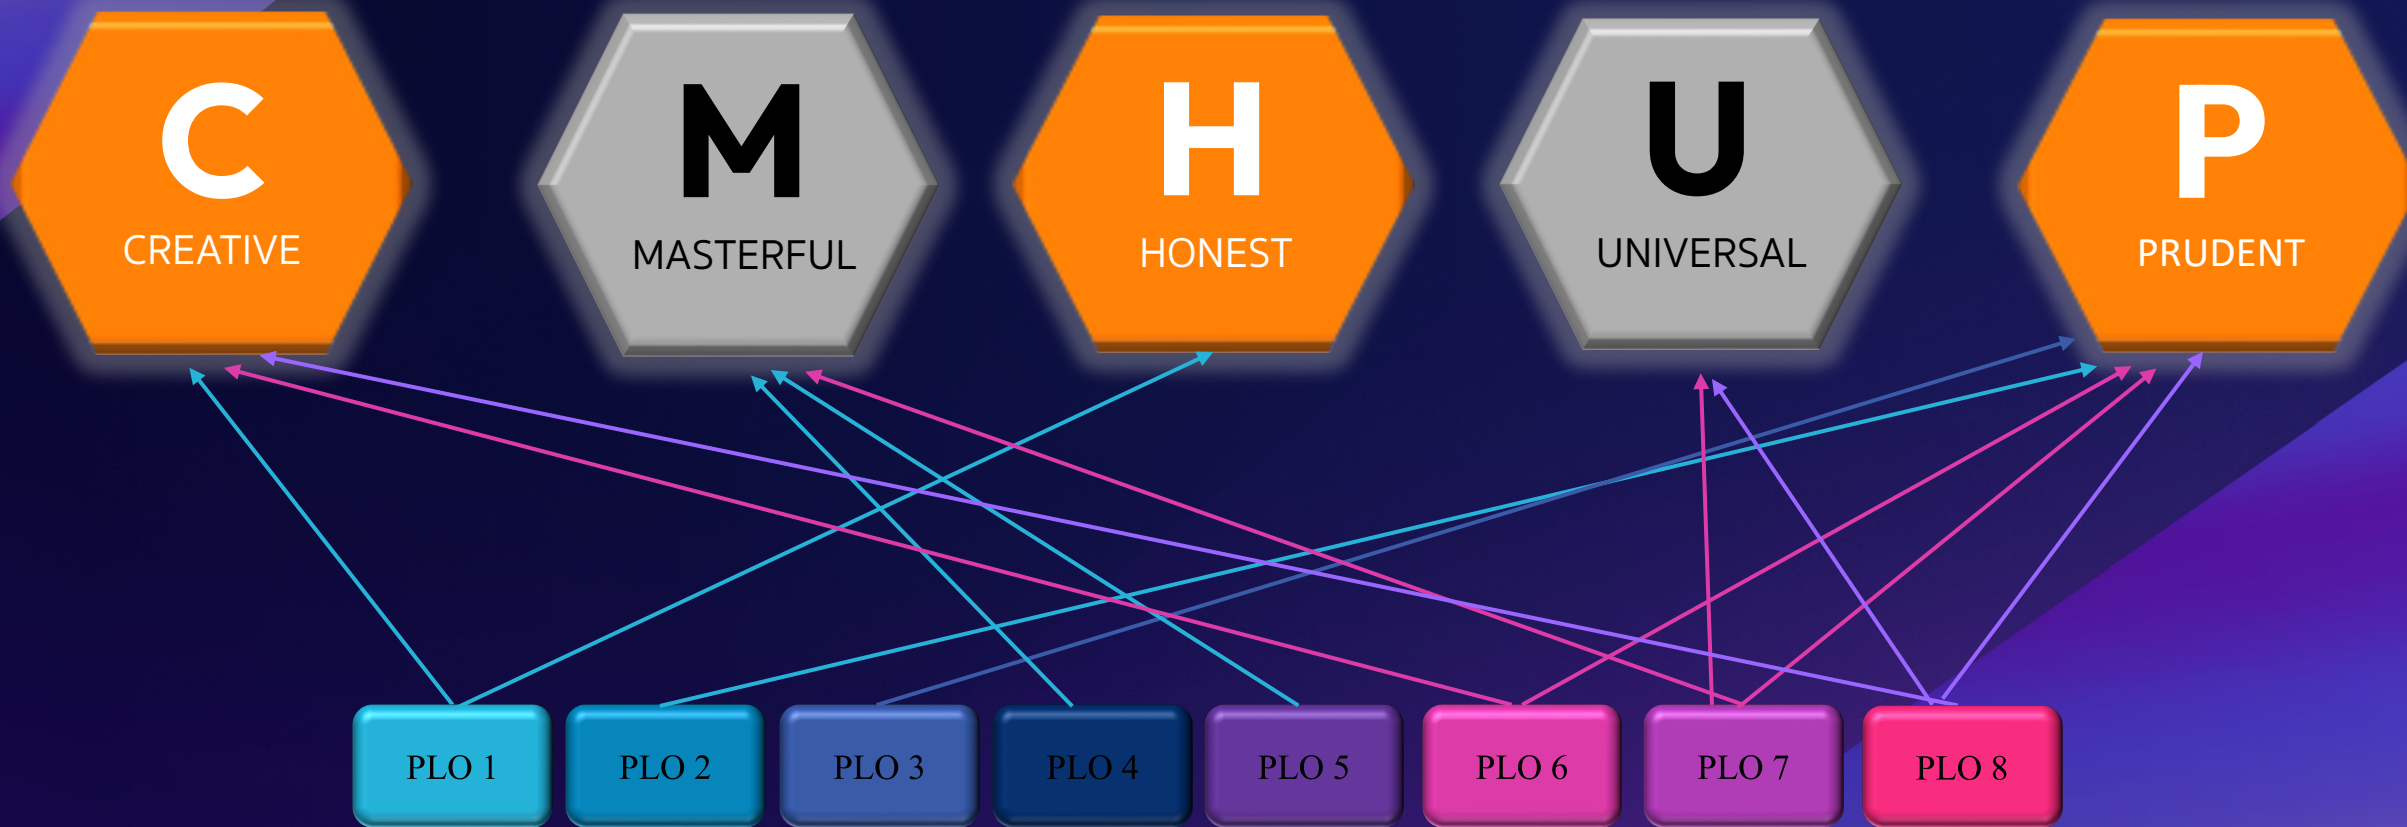 C
CREATIVE
M
MASTERFUL
H
HONEST
U
UNIVERSAL
P
PRUDENT
PLO 1
PLO 2
PLO 3
PLO 4
PLO 5
PLO 6
PLO 7
PLO 8